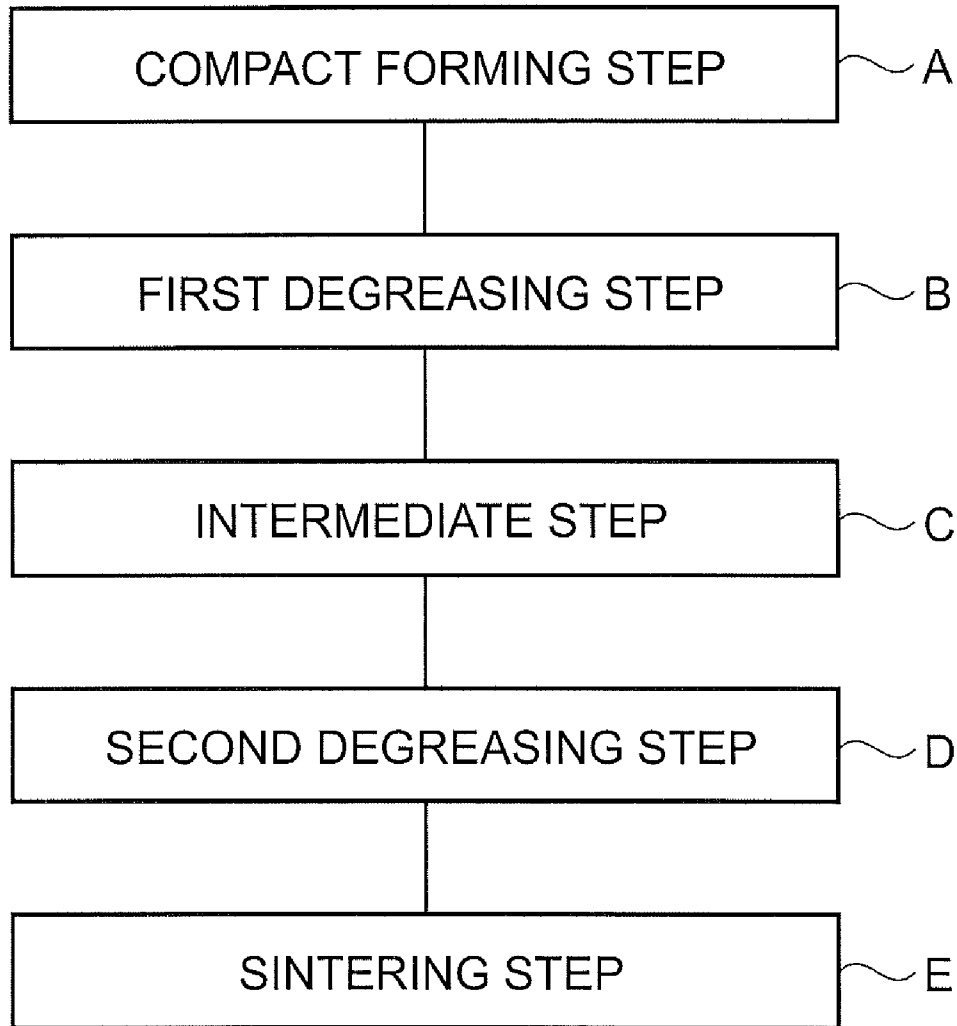 COMPACT FORMING STEP A
FIRST DEGREASING STEP B
INTERMEDIATE STEP C
SECOND DEGREASING STEP D
SINTERING STEP E